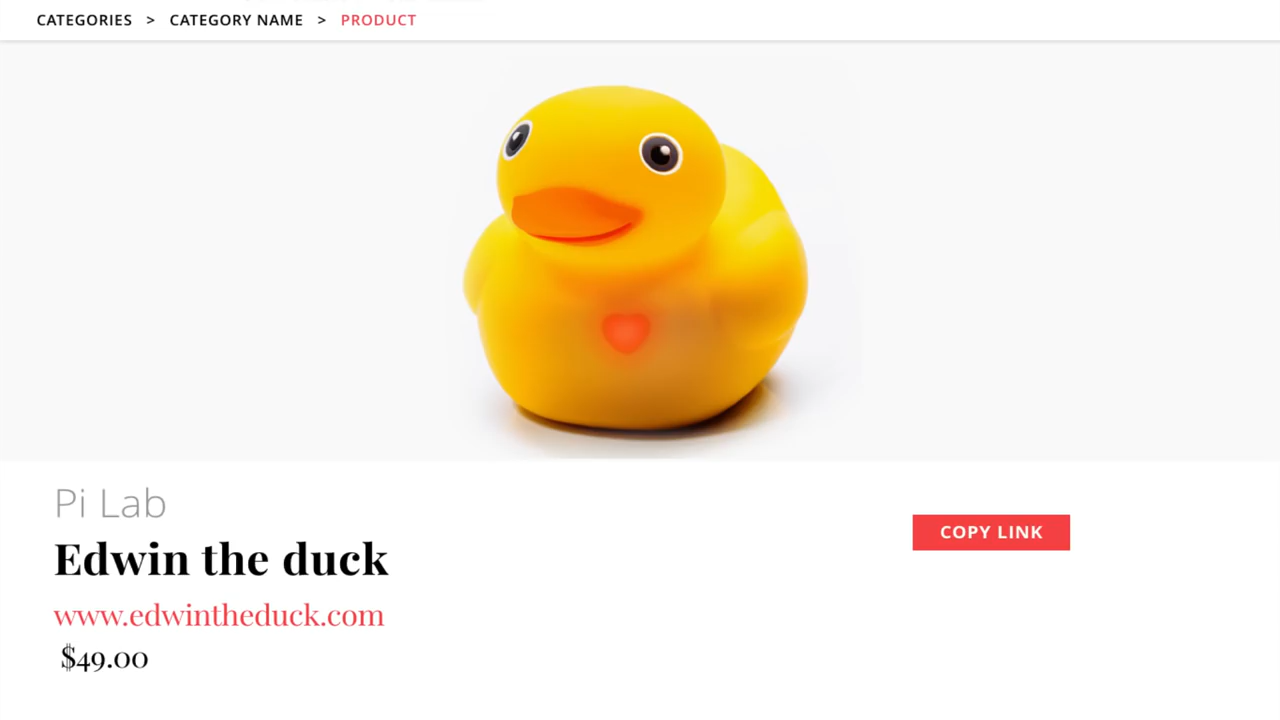 CATEGORIES > CATEGORY NAME > PRODUCT
Pi Lab
Edwin the duck
COPY LINK
www.edwintheduck.com
$49.00